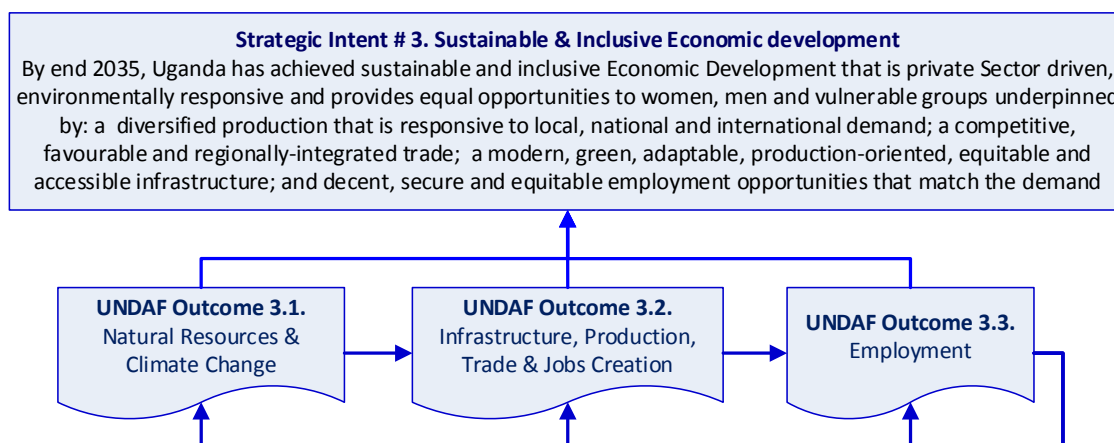 Strategic Intent # 3. Sustainable & Inclusive Economic development
By end 2035, Uganda has achieved sustainable and inclusive Economic Development that is private Sector driven,
environmentally responsive and provides equal opportunities to women, men and vulnerable groups underpinned
by: a diversified production that is responsive to local, national and international demand; a competitive,
favourable and regionally-integrated trade; a modern, green, adaptable, production-oriented, equitable and
accessible infrastructure; and decent, secure and equitable employment opportunities that match the demand
UNDAF Outcome 3.1.
Natural Resources &
Climate Change
UNDAF Outcome 3.2.
Infrastructure, Production,
Trade & Jobs Creation
UNDAF Outcome 3.3.
Employment